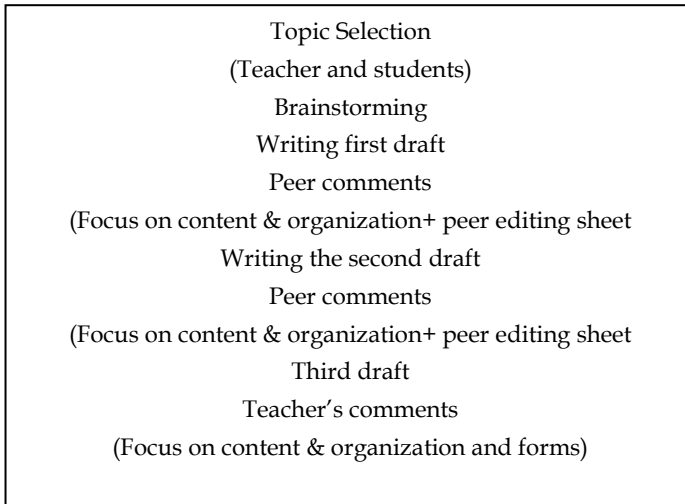 Topic Selection
(Teacher and students)
Brainstorming
Writing first draft
Peer comments
(Focus on content & organization+ peer editing sheet
Writing the second draft
Peer comments
(Focus on content & organization+ peer editing sheet
Third draft
Teacher’s comments
(Focus on content & organization and forms)